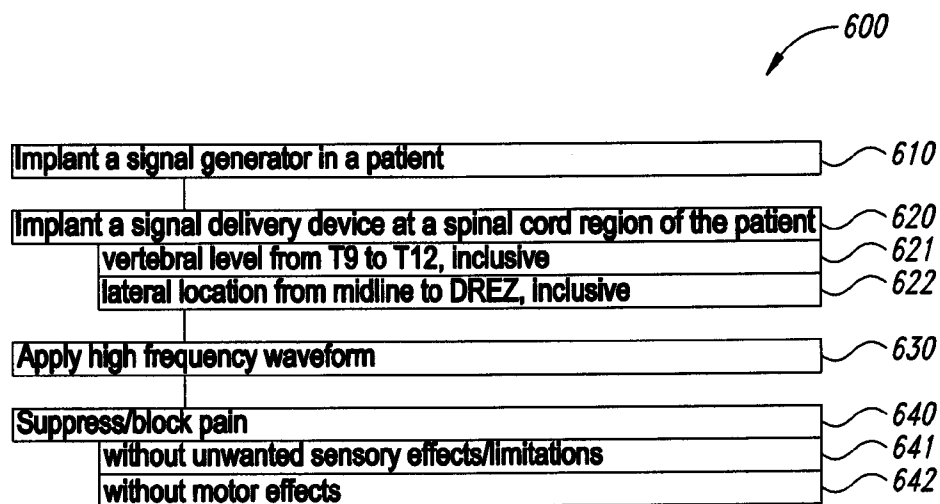 600
Implant a signal generator in a patient 610
Implant a signal delivery device at a spinal cord region of the patient 620
vertebral level from T9 to T12, inclusive 621
lateral location from midline to DREZ, inclusive 622
Apply high frequency waveform 630
Suppress/block pain 640
without unwanted sensory effects/limitations 641
without motor effects 642